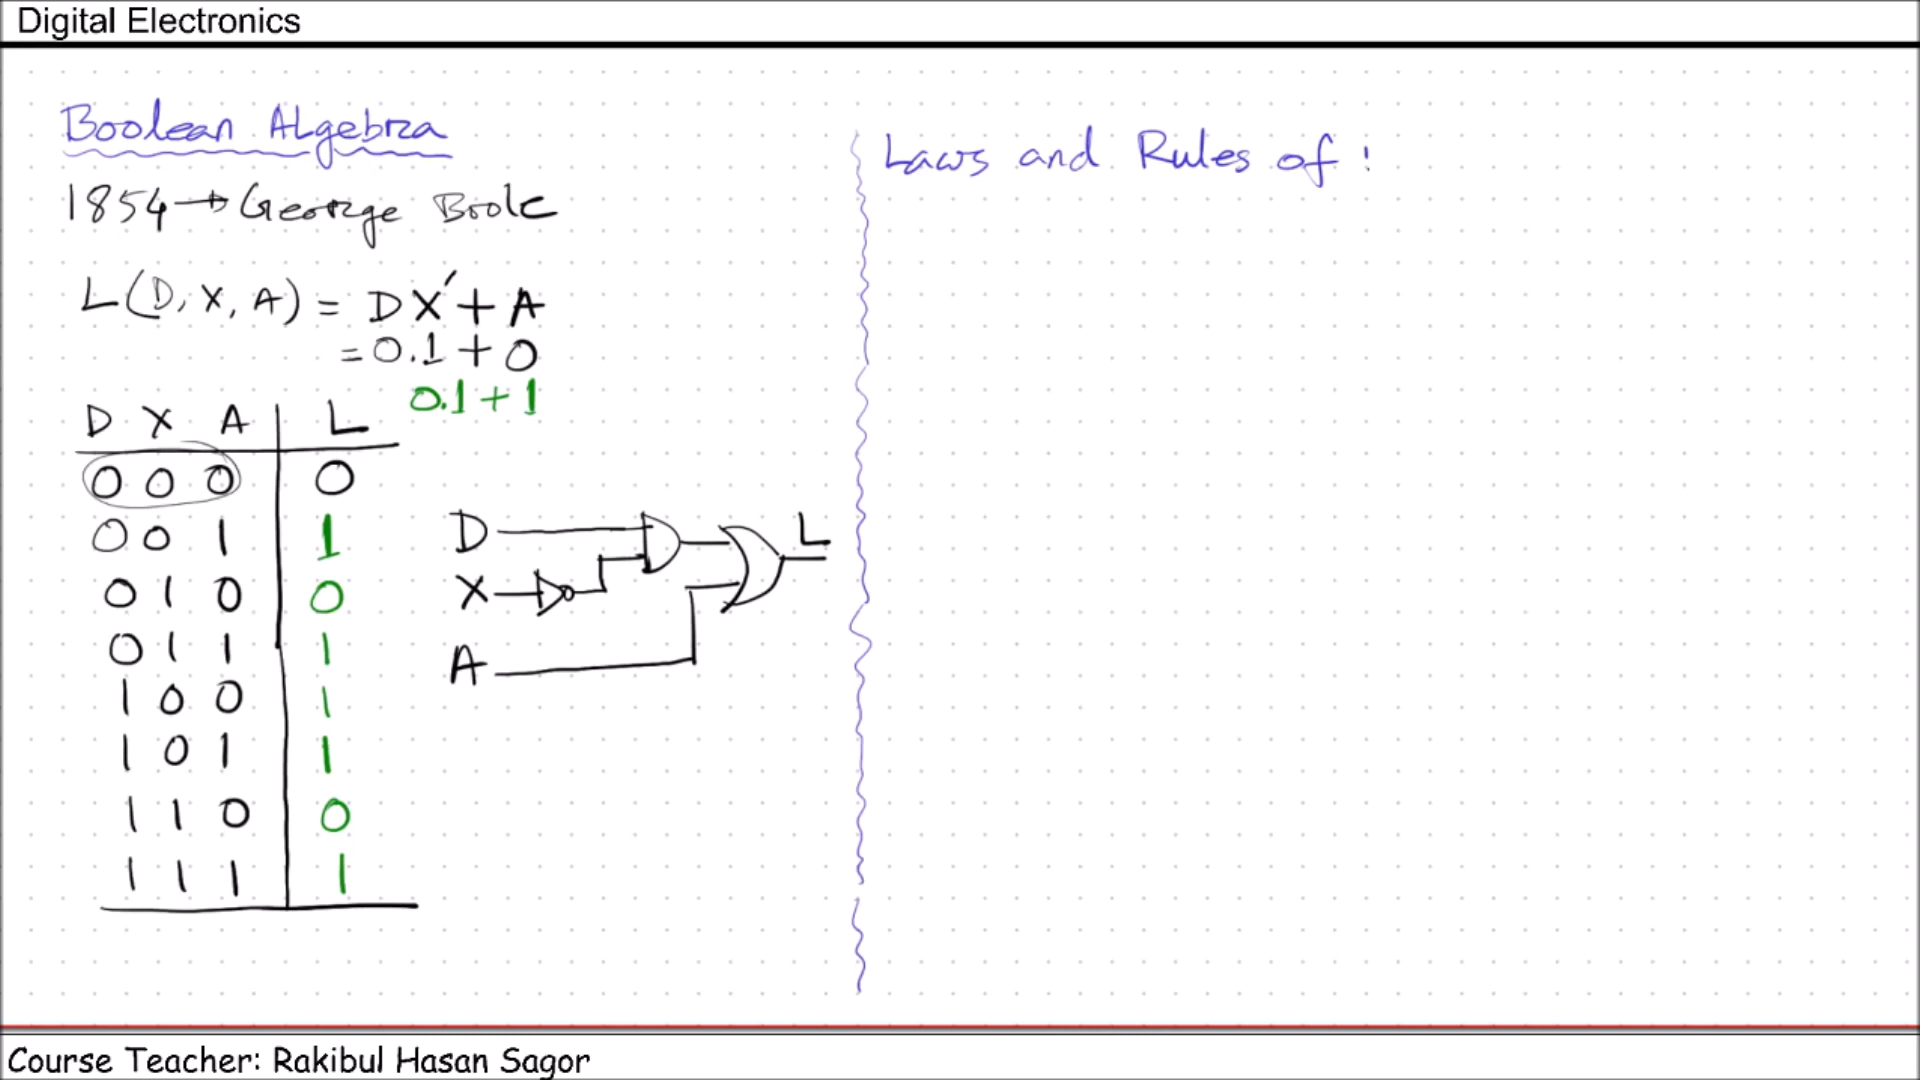 Digital Electronics
Boolean Algebra
1854→George Boole
L(D, X, A) = DX'+ A
= 0.1 + 0
0.1 + 1
D X A | L
0 0 0 | 0
0 0 1 | 1
0 1 0 | 0
0 1 1 | 1
1 0 0 | 1
1 0 1 | 1
1 1 0 | 0
1 1 1 | 1
D
X
A
L
Laws and Rules of :
Course Teacher: Rakibul Hasan Sagor